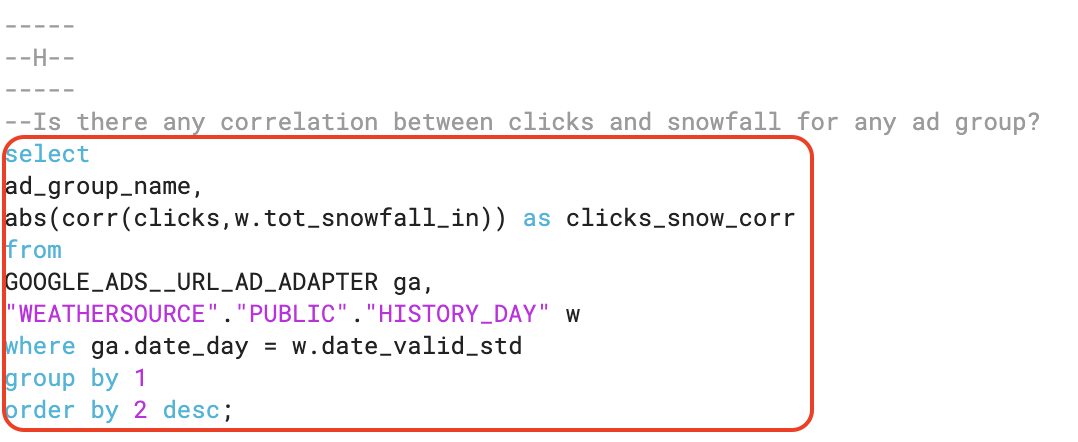 -----
--H--
-----
--Is there any correlation between clicks and snowfall for any ad group?
select
ad_group_name,
abs(corr(clicks,w.tot_snowfall_in)) as clicks_snow_corr
from
GOOGLE_ADS__URL_AD_ADAPTER ga,
"WEATHERSOURCE"."PUBLIC"."HISTORY_DAY" w
where ga.date_day = w.date_valid_std
group by 1
order by 2 desc;